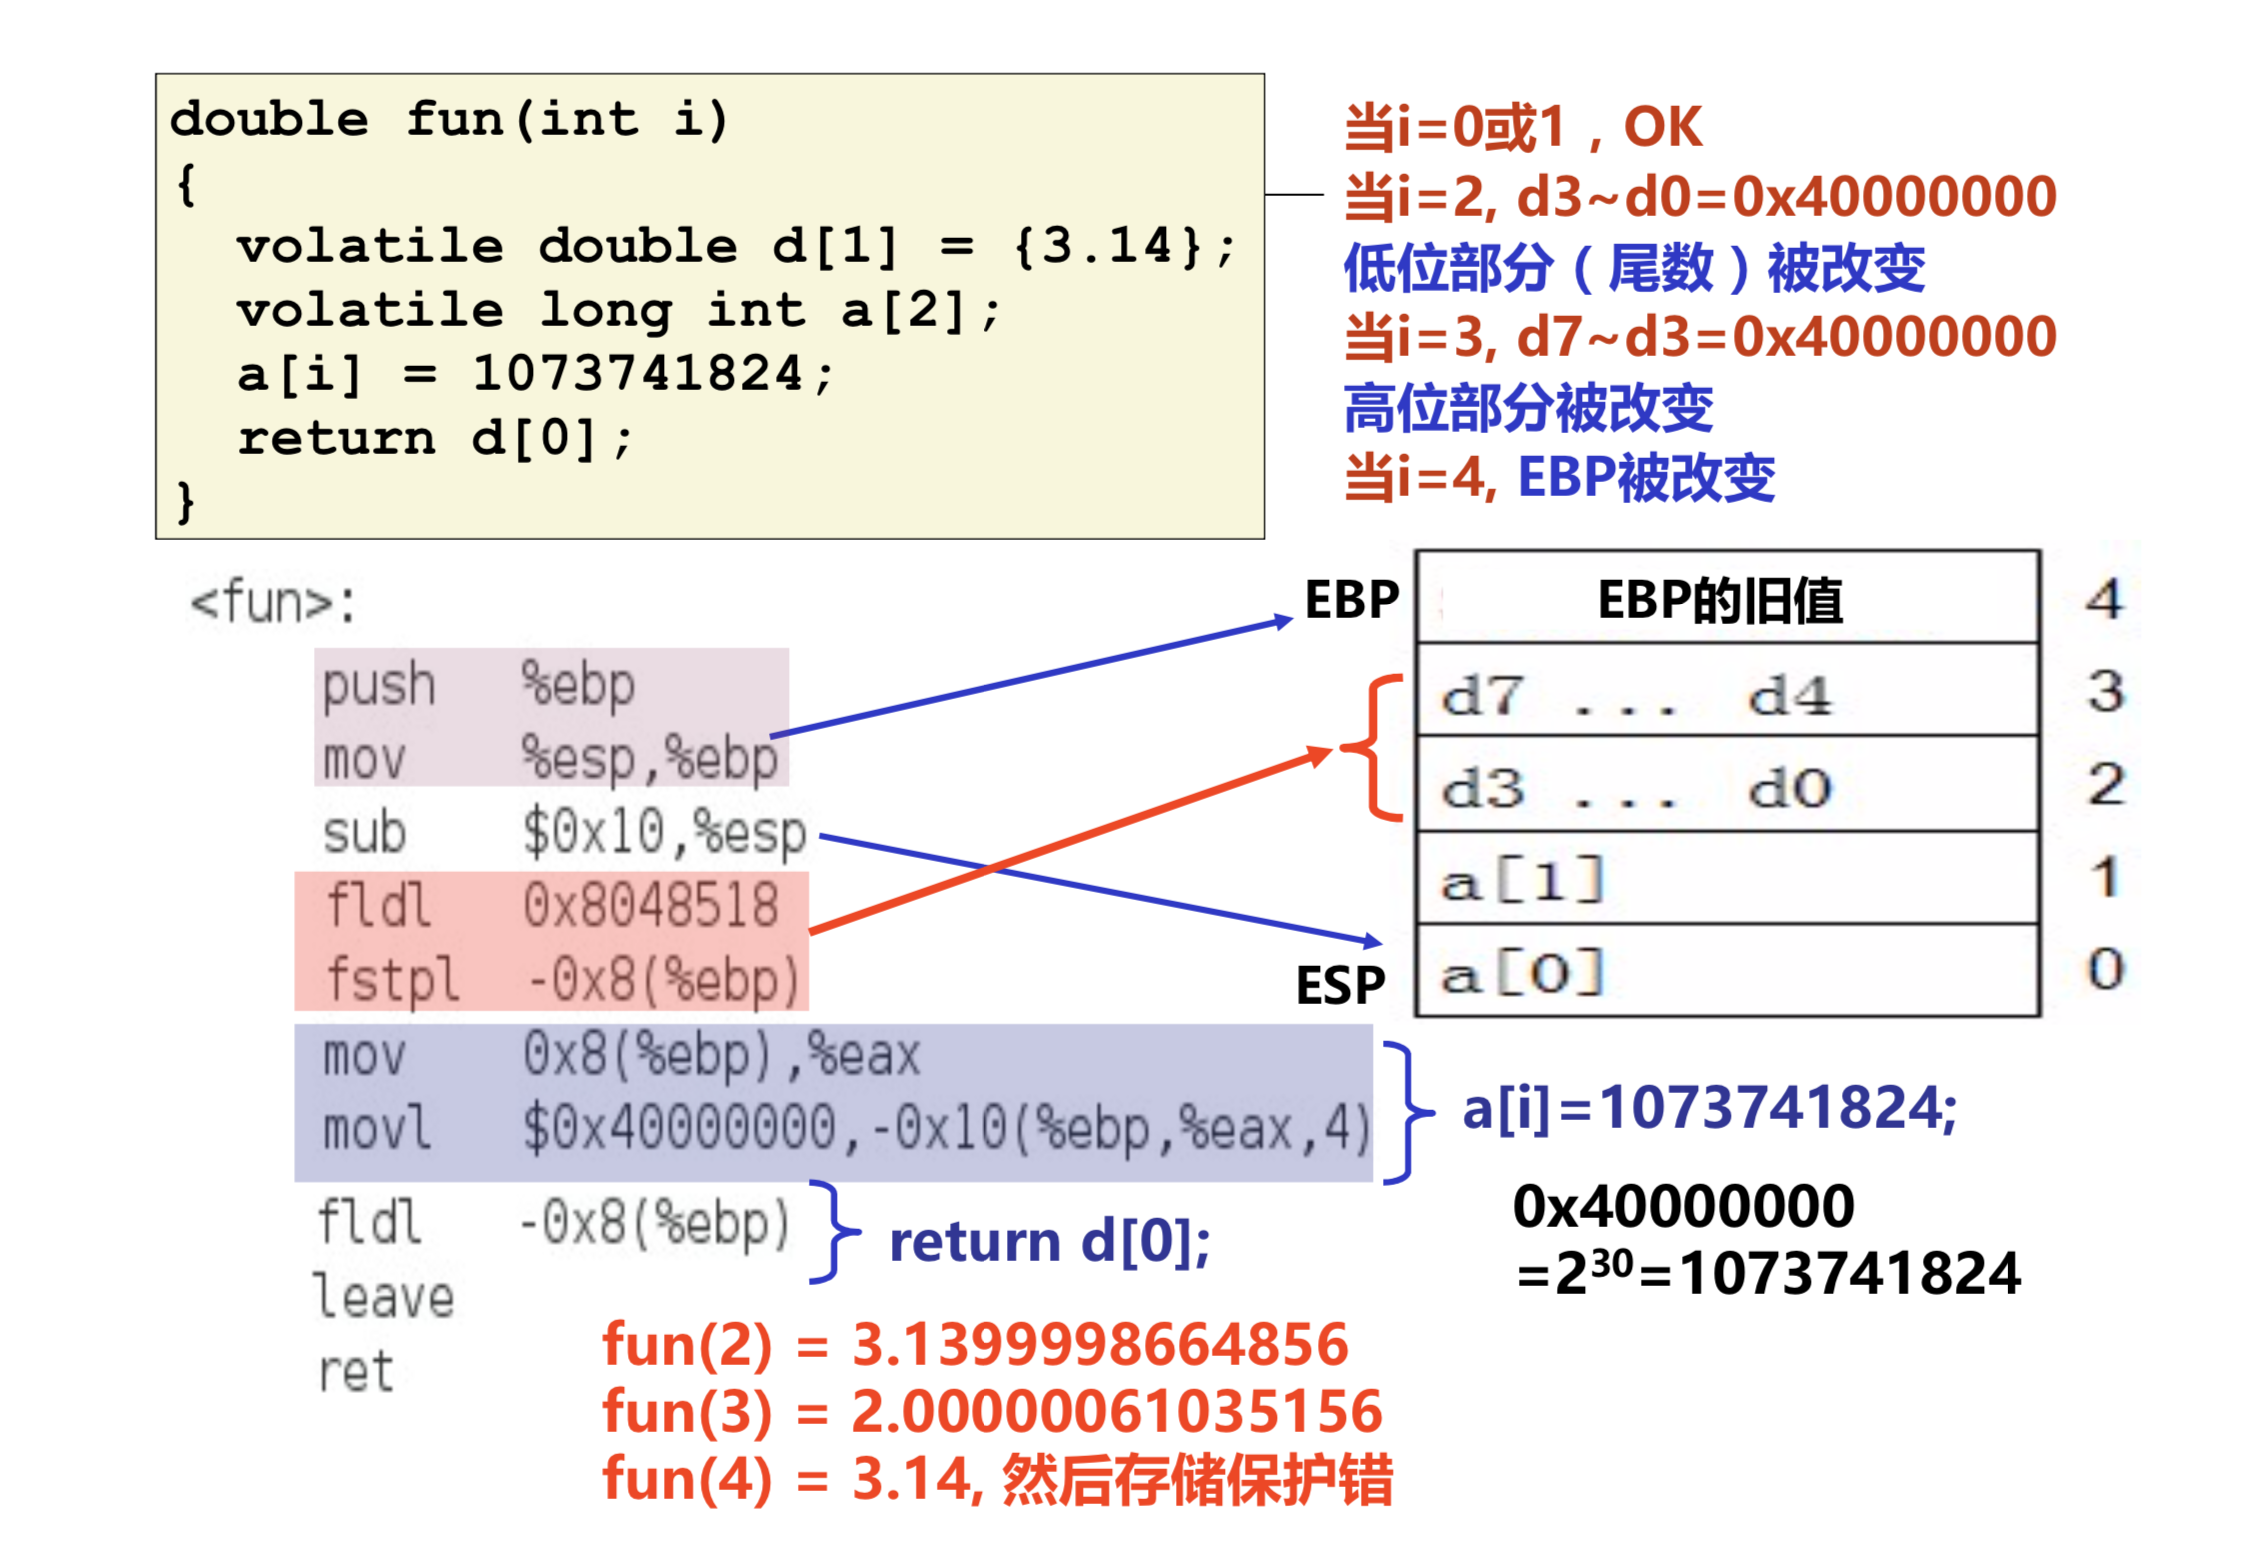 double fun(int i)
{
  volatile double d[1] = {3.14};
  volatile long int a[2];
  a[i] = 1073741824;
  return d[0];
}
当i=0或1，OK
当i=2, d3~d0=0x40000000
低位部分（尾数）被改变
当i=3, d7~d3=0x40000000
高位部分被改变
当i=4, EBP被改变
<fun>:
push %ebp
mov %esp,%ebp
sub $0x10,%esp
fldl 0x8048518
fstpl -0x8(%ebp)
mov 0x8(%ebp),%eax
movl $0x40000000,-0x10(%ebp,%eax,4)
fldl -0x8(%ebp)
leave
ret
EBP
EBP的旧值 4
d7 ... d4 3
d3 ... d0 2
a[1] 1
ESP
a[0] 0
a[i]=1073741824;
0x40000000
=2³⁰=1073741824
return d[0];
fun(2) = 3.1399998664856
fun(3) = 2.00000061035156
fun(4) = 3.14, 然后存储保护错